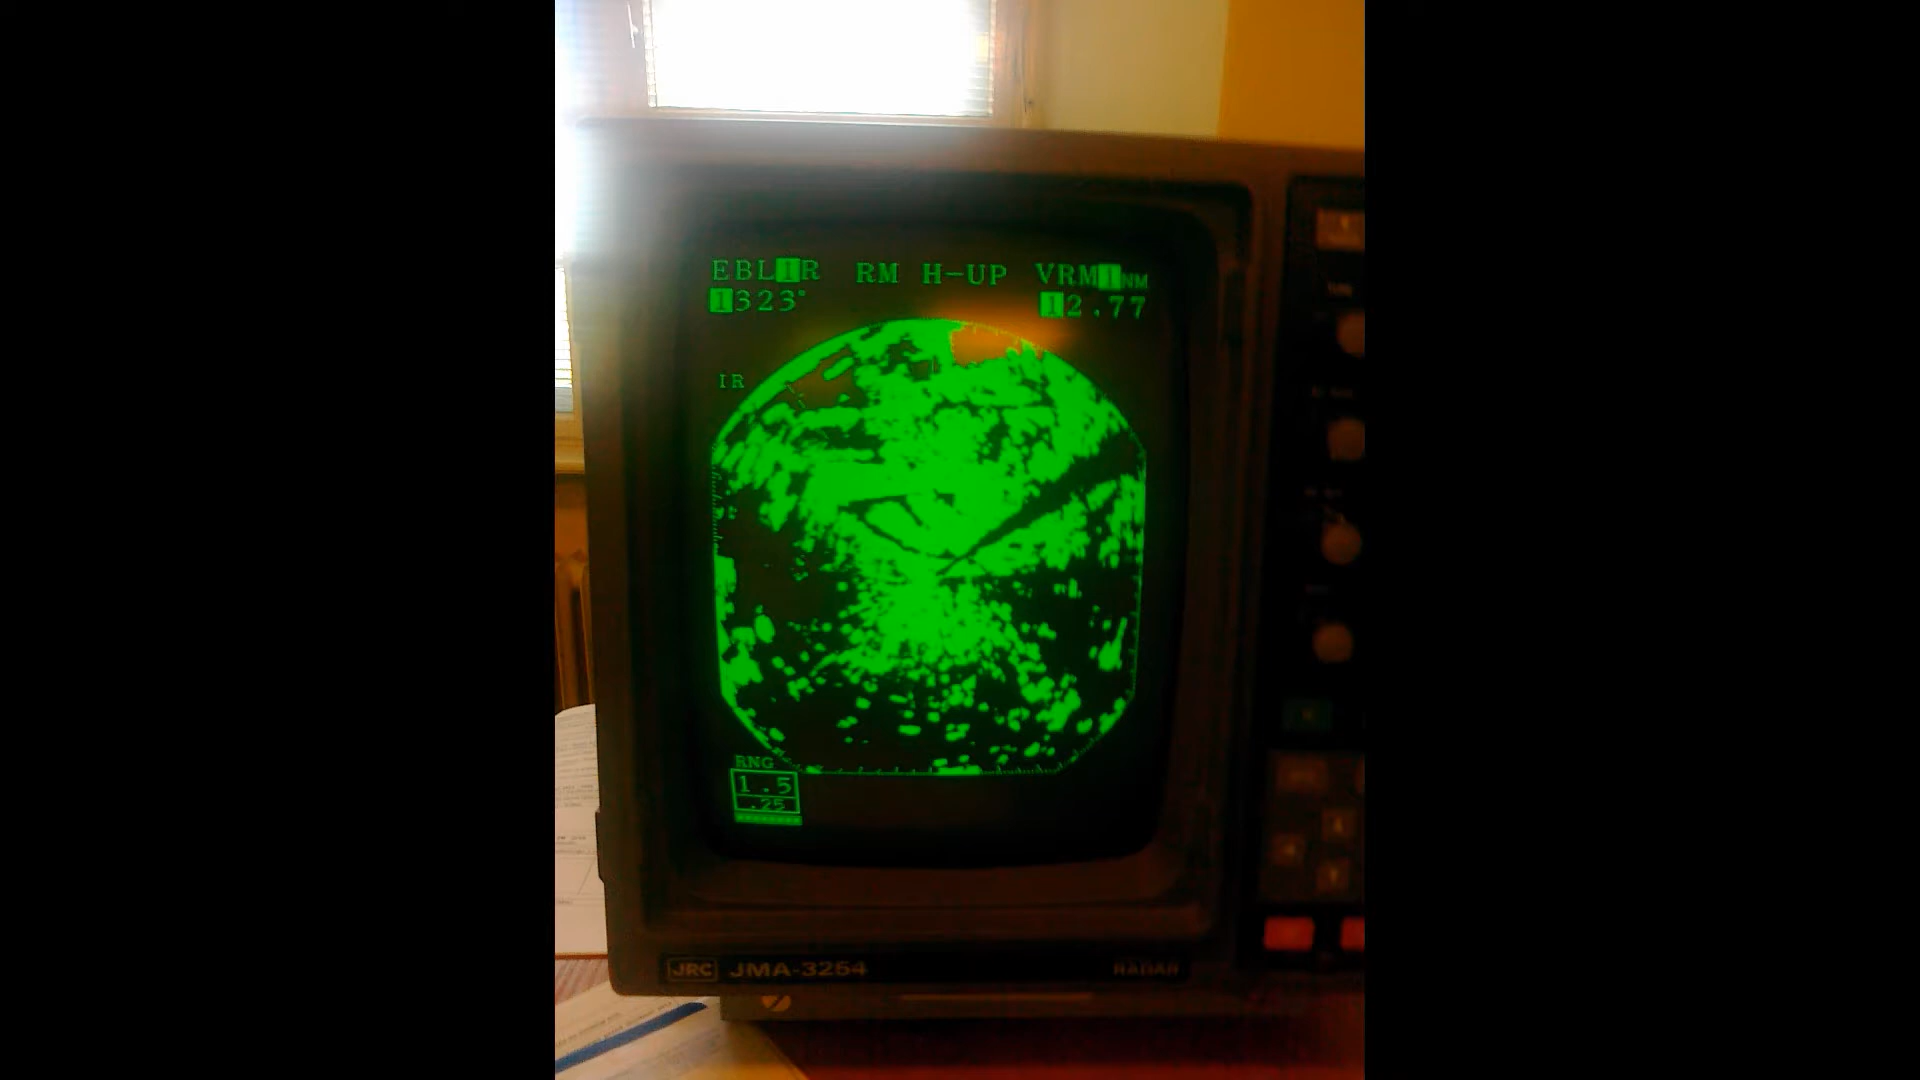 EBL1R RM H-UP VRM1NM
1323° 12.77
IR
RNG
1.5
.25
JRC JMA-3254 RADAR